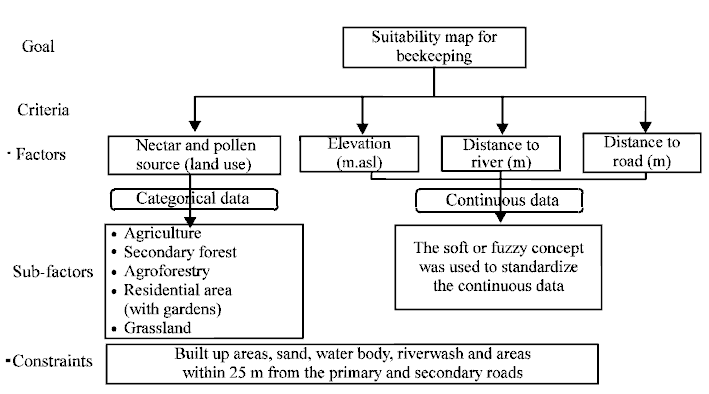 Goal
Suitability map for
beekeeping
Criteria
· Factors
Nectar and pollen
source (land use)
Elevation
(m.asl)
Distance to
river (m)
Distance to
road (m)
Categorical data
Continuous data
Sub-factors
• Agriculture
• Secondary forest
• Agroforestry
• Residential area
(with gardens)
• Grassland
The soft or fuzzy concept
was used to standardize
the continuous data
▪Constraints
Built up areas, sand, water body, riverwash and areas
within 25 m from the primary and secondary roads